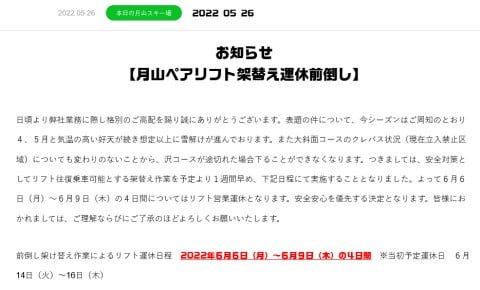 2022.05.26 本日の月山スキー場 2022 05 26
お知らせ
【月山ペアリフト架替え運休前倒し】
日頃より弊社業務に際し格別のご高配を賜り誠にありがとうございます。表題の件について、今シーズンはご周知のとおり
４、５月と気温の高い好天が続き想定以上に雪解けが進んでおります。また大斜面コースのクレバス状況（現在立入禁止区
域）についても変わりのないことから、沢コースが途切れた場合下ることができなくなります。つきましては、安全対策と
してリフト往復乗車可能とする架替え作業を予定より１週間早め、下記日程にて実施することとなりました。よって６月６
日（月）～６月９日（木）の４日間についてはリフト営業運休となります。安全安心を優先する決定となります。皆様にお
かれましては、ご理解ならびにご了承のほどよろしくお願いいたします。
前倒し架け替え作業によるリフト運休日程　2022年６月６日（月）～６月９日（木）の４日間　※当初予定運休日　６月
14日（火）～16日（木）